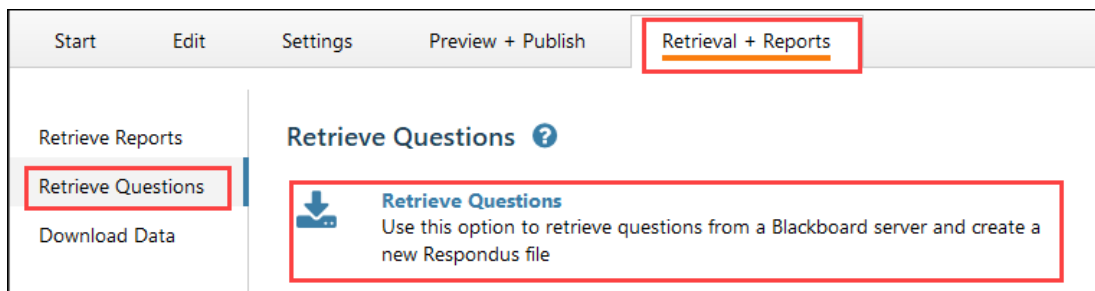 Start Edit Settings Preview + Publish Retrieval + Reports
Retrieve Reports
Retrieve Questions
Download Data
Retrieve Questions ?
Retrieve Questions
Use this option to retrieve questions from a Blackboard server and create a
new Respondus file